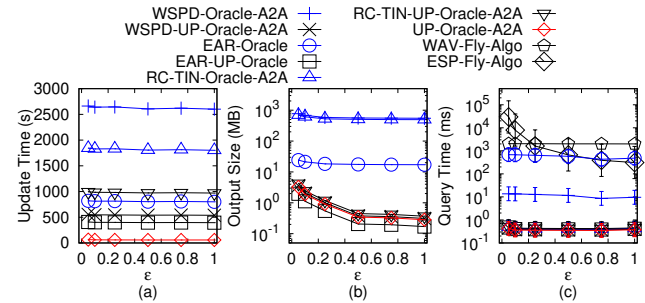 WSPD-Oracle-A2A
WSPD-UP-Oracle-A2A
EAR-Oracle
EAR-UP-Oracle
RC-TIN-Oracle-A2A
RC-TIN-UP-Oracle-A2A
UP-Oracle-A2A
WAV-Fly-Algo
ESP-Fly-Algo
Update Time (s)
3000
2500
2000
1500
1000
500
0
0 0.2 0.4 0.6 0.8 1
ε
(a)
Output Size (MB)
10^3
10^2
10^1
10^0
10^-1
0 0.2 0.4 0.6 0.8 1
ε
(b)
Query Time (ms)
10^5
10^4
10^3
10^2
10^1
10^0
10^-1
0 0.2 0.4 0.6 0.8 1
ε
(c)